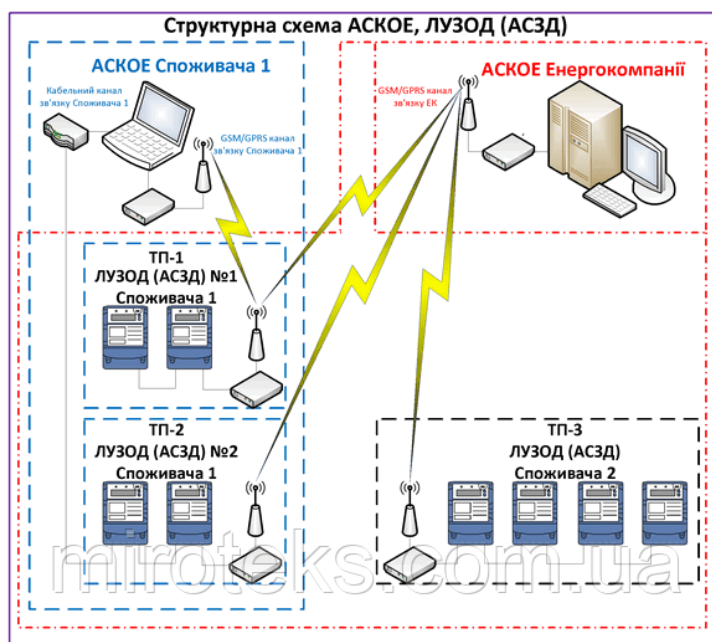 Структурна схема АСКОЕ, ЛУЗОД (АСЗД)
АСКОЕ Споживача 1
Кабельний канал
зв'язку Споживача 1
GSM/GPRS канал
зв'язку Споживача 1
GSM/GPRS канал
зв'язку ЕК
АСКОЕ Енергокомпанії
ТП-1
ЛУЗОД (АСЗД) №1
Споживача 1
ТП-2
ЛУЗОД (АСЗД) №2
Споживача 1
ТП-3
ЛУЗОД (АСЗД)
Споживача 2
miroteks.com.ua